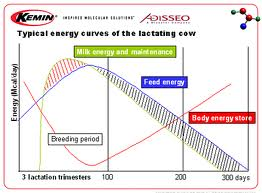 KEMIN
INSPIRED MOLECULAR SOLUTIONS™
ADISSEO
Typical energy curves of the lactating cow
Milk energy and maintenance
Feed energy
Body energy store
Energy (Mcal/day)
Breeding period
3 lactation trimesters
100
200
300 days